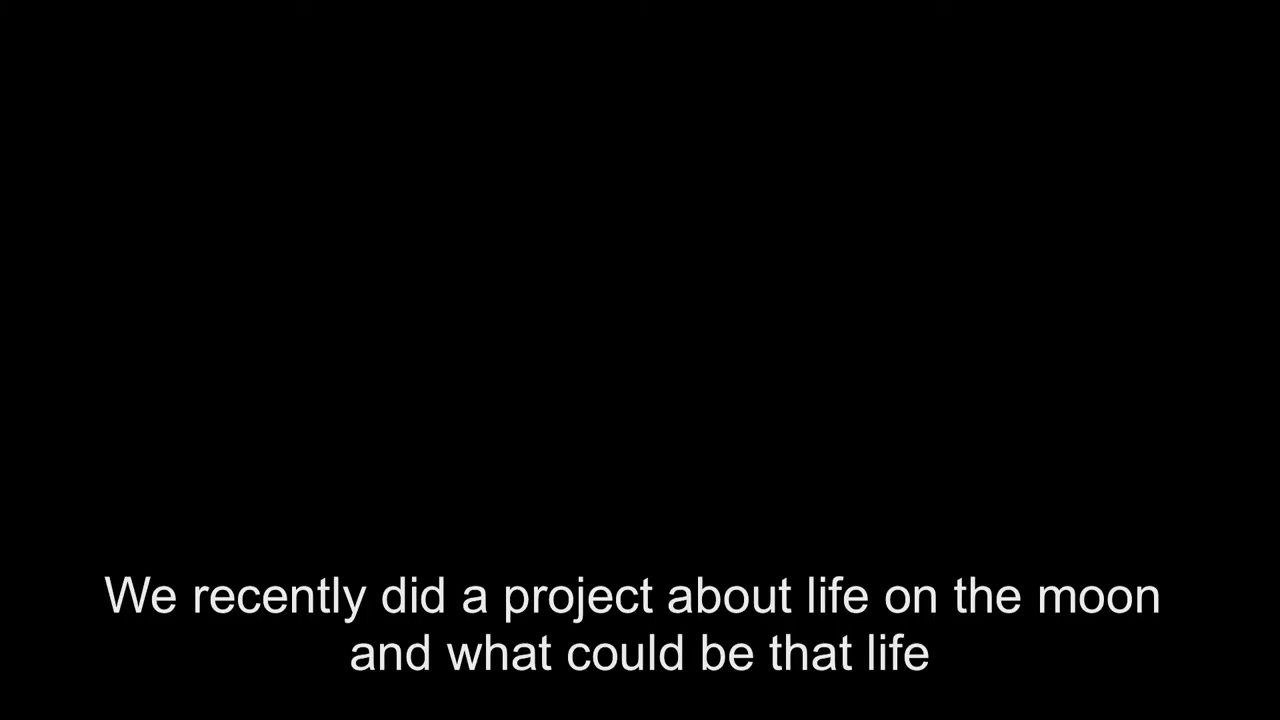 We recently did a project about life on the moon
and what could be that life